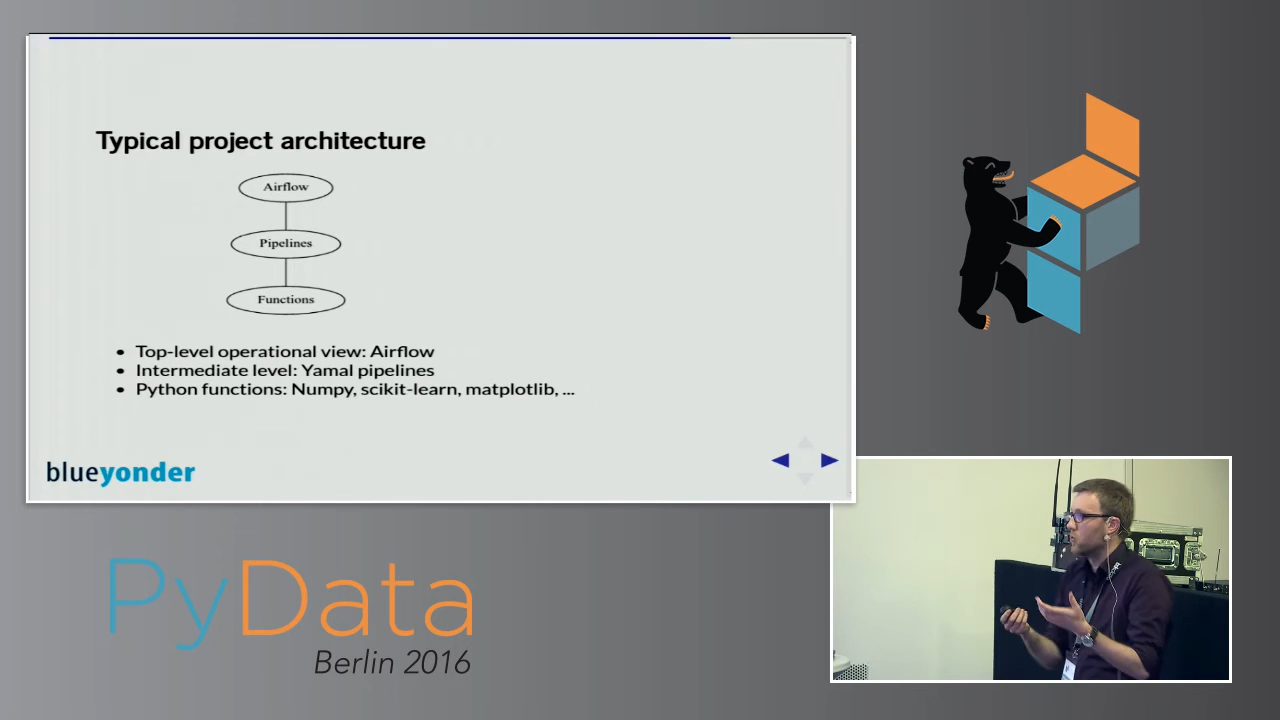 Typical project architecture
Airflow
Pipelines
Functions
Top-level operational view: Airflow
Intermediate level: Yamal pipelines
Python functions: Numpy, scikit-learn, matplotlib, ...
blueyonder
PyData
Berlin 2016